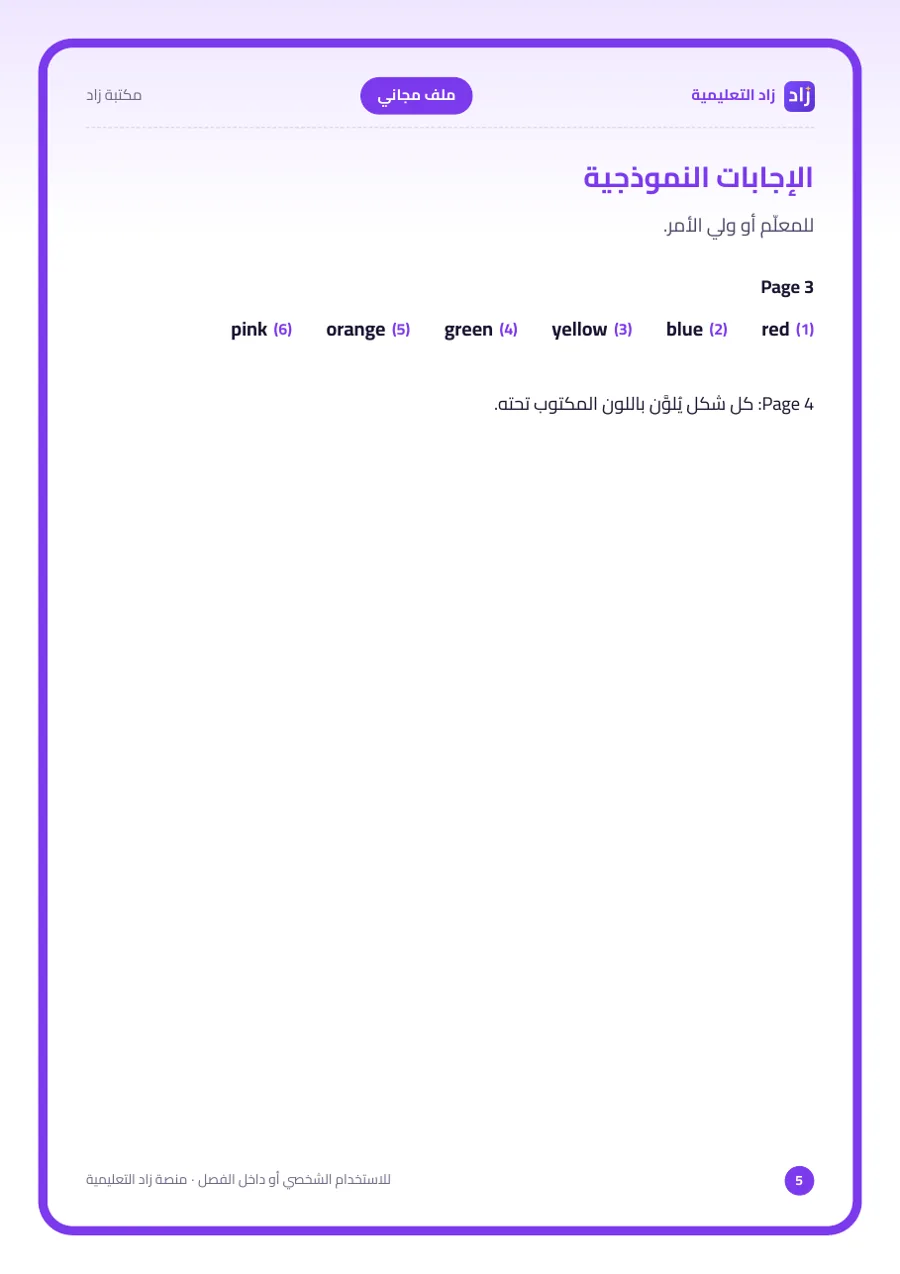 زاد زاد التعليمية
ملف مجاني
مكتبة زاد
الإجابات النموذجية
للمعلّم أو ولي الأمر.
Page 3
(1) red (2) blue (3) yellow (4) green (5) orange (6) pink
Page 4: كل شكل يُلوَّن باللون المكتوب تحته.
5
للاستخدام الشخصي أو داخل الفصل · منصة زاد التعليمية